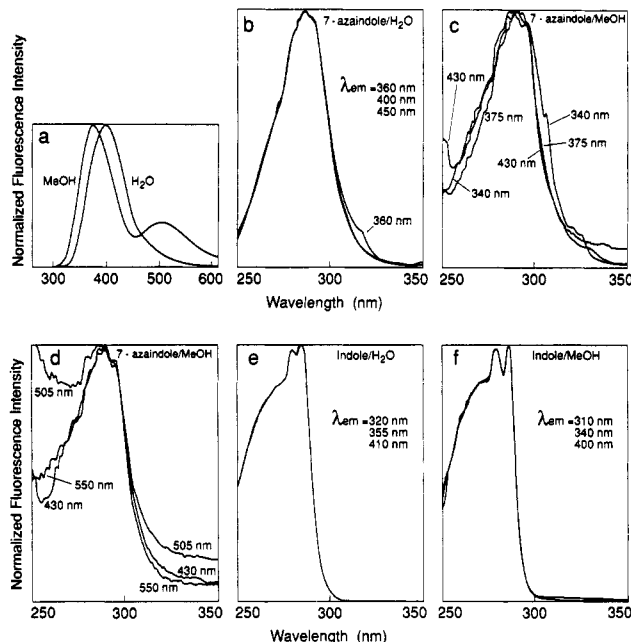 Normalized Fluorescence Intensity
a
MeOH
H₂O
300 400 500 600
b
7 - azaindole/H₂O
λem =360 nm
400 nm
450 nm
360 nm
250 300 350
c
7 - azaindole/MeOH
430 nm
375 nm
340 nm
375 nm
430 nm
340 nm
250 300 350
Wavelength (nm)
Normalized Fluorescence Intensity
d
7 - azaindole/MeOH
505 nm
550 nm
430 nm
505 nm
430 nm
550 nm
250 300 350
e
Indole/H₂O
λem =320 nm
355 nm
410 nm
250 300 350
f
Indole/MeOH
λem =310 nm
340 nm
400 nm
250 300 350
Wavelength (nm)